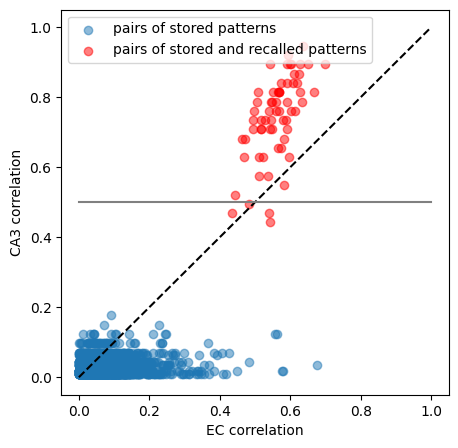 pairs of stored patterns
pairs of stored and recalled patterns
CA3 correlation
1.0
0.8
0.6
0.4
0.2
0.0
0.0 0.2 0.4 0.6 0.8 1.0
EC correlation